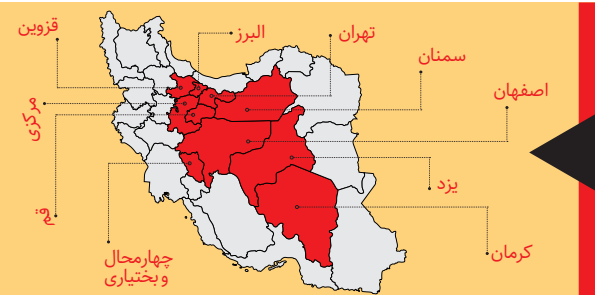 قزوین
البرز
تهران
سمنان
اصفهان
مرکزی
قم
یزد
چهارمحال
و بختیاری
کرمان